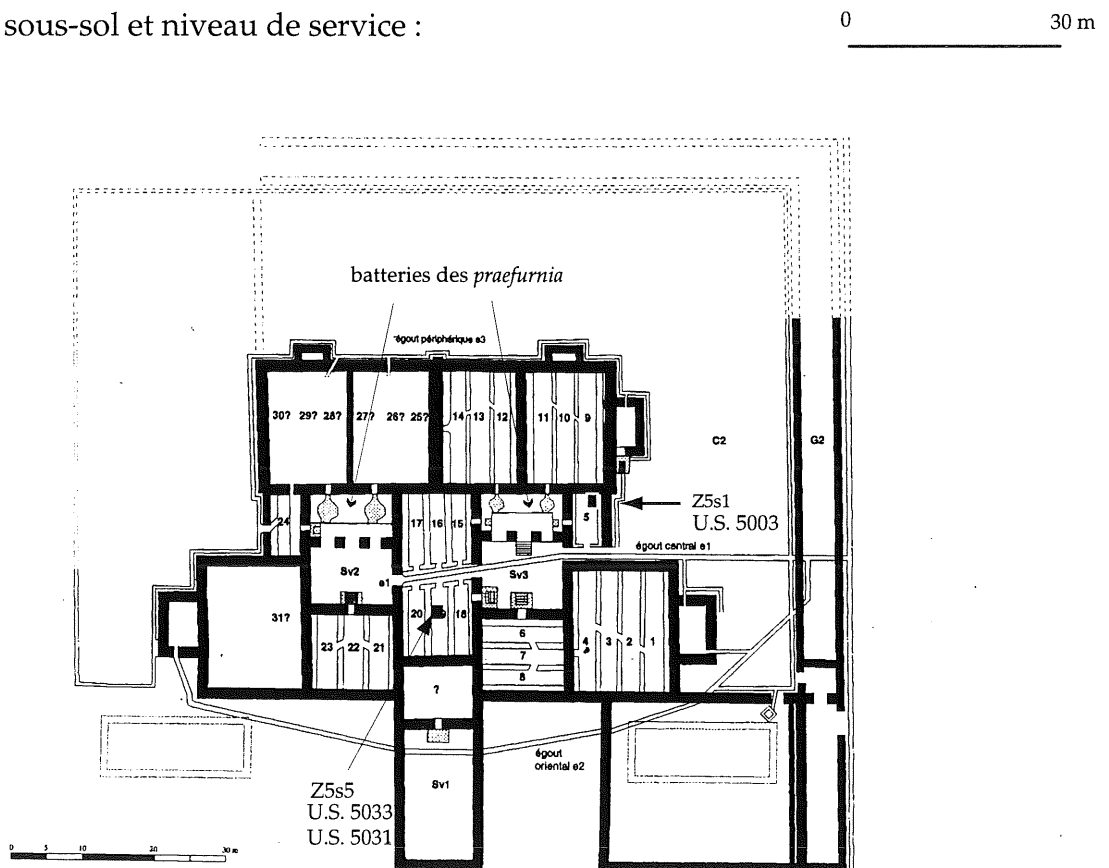 sous-sol et niveau de service :
0 30 m
batteries des praefurnia
égout périphérique e3
30? 29? 28? 27? 26? 25? 14 13 12 11 10 9
C2 G2
24 17 16 15 5
Z5s1
U.S. 5003
égout central e1
Sv2 e1 Sv3
31? 20 18
23 22 21 6 4 3 2 1
7
8
?
égout
oriental e2
Sv1
Z5s5
U.S. 5033
U.S. 5031
0 5 10 20 30 m